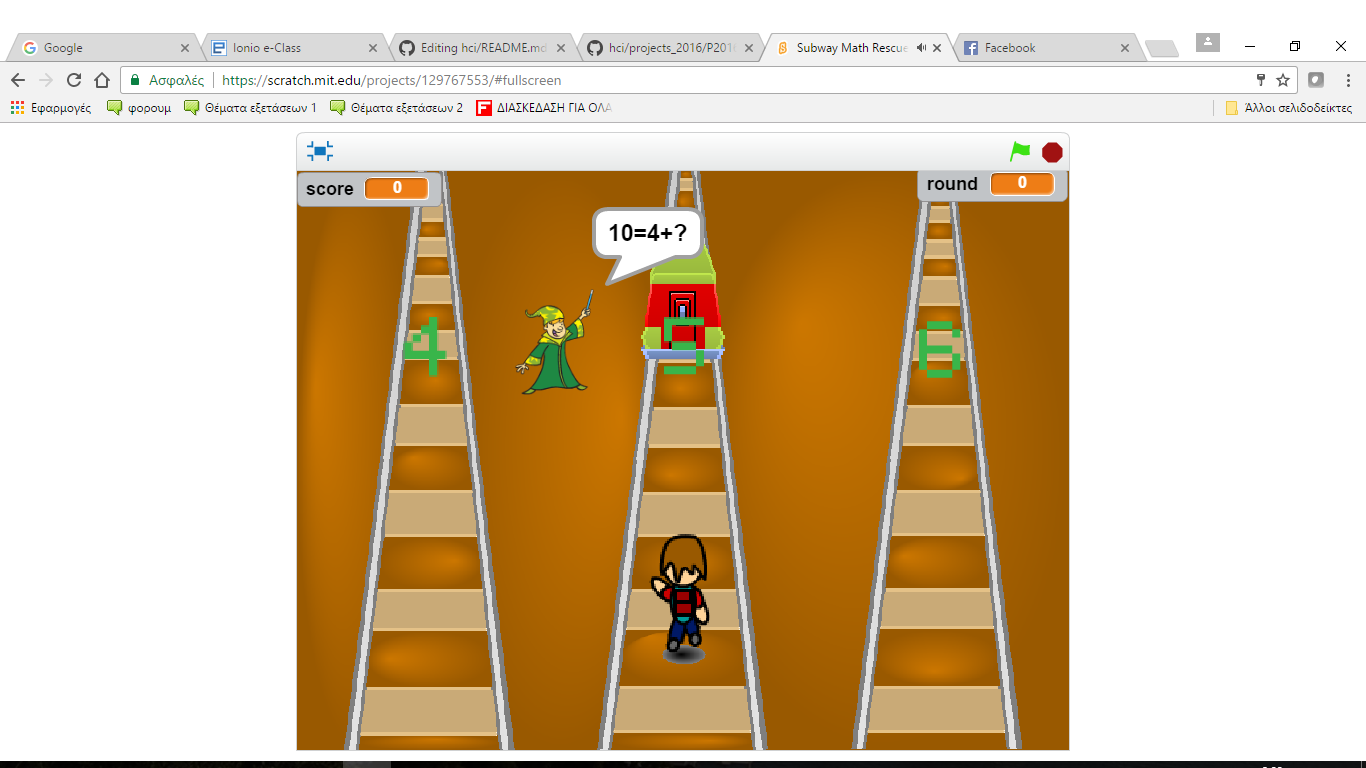 Google
Ionio e-Class
Editing hci/README.md
hci/projects_2016/P201
Subway Math Rescue
Facebook
Ασφαλές
https://scratch.mit.edu/projects/129767553/#fullscreen
Εφαρμογές
φορουμ
Θέματα εξετάσεων 1
Θέματα εξετάσεων 2
ΔΙΑΣΚΕΔΑΣΗ ΓΙΑ ΟΛΑ
Άλλοι σελιδοδείκτες
score 0
round 0
10=4+?
4
5
6